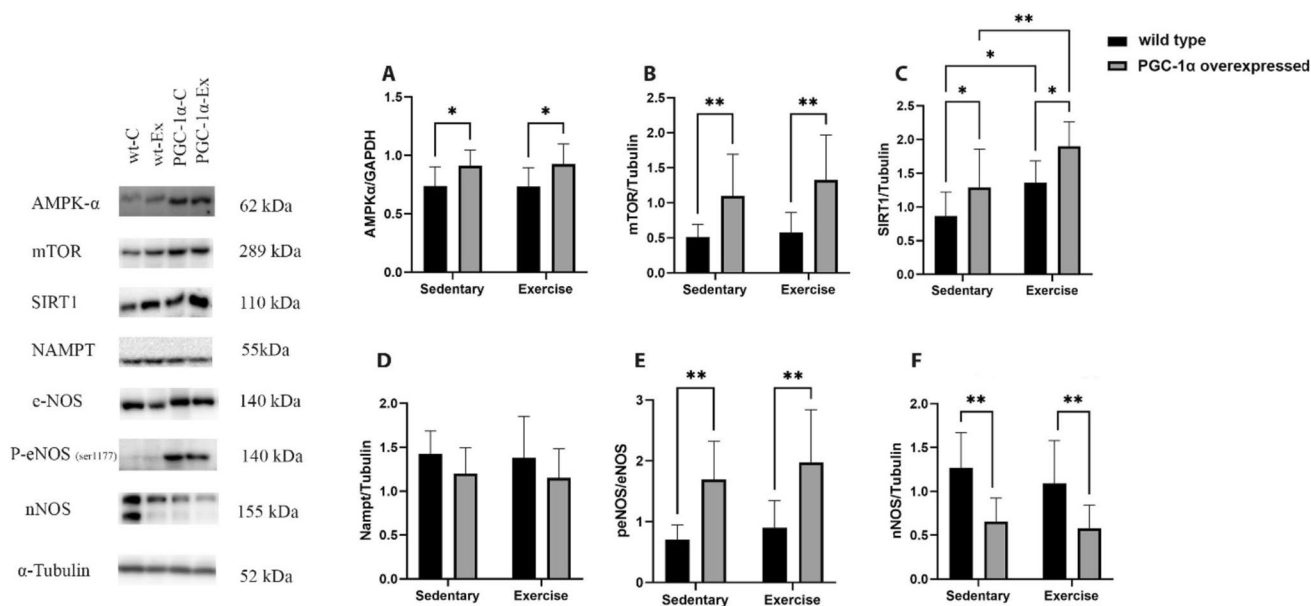 wt-C
wt-Ex
PGC-1α-C
PGC-1α-Ex
AMPK-α
62 kDa
mTOR
289 kDa
SIRT1
110 kDa
NAMPT
55kDa
e-NOS
140 kDa
P-eNOS (ser1177)
140 kDa
nNOS
155 kDa
α-Tubulin
52 kDa
wild type
PGC-1α overexpressed
A
AMPKα/GAPDH
1.5
1.0
0.5
0.0
*
*
Sedentary
Exercise
B
mTOR/Tubulin
2.5
2.0
1.5
1.0
0.5
0.0
**
**
Sedentary
Exercise
C
SIRT1/Tubulin
2.5
2.0
1.5
1.0
0.5
0.0
**
*
*
*
Sedentary
Exercise
D
Nampt/Tubulin
2.0
1.5
1.0
0.5
0.0
Sedentary
Exercise
E
peNOS/eNOS
4
3
2
1
0
**
**
Sedentary
Exercise
F
nNOS/Tubulin
2.0
1.5
1.0
0.5
0.0
**
**
Sedentary
Exercise